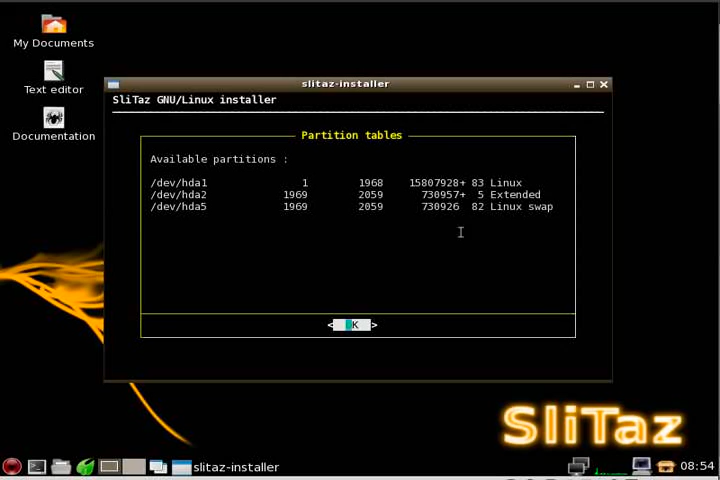 My Documents
Text editor
Documentation
slitaz-installer
SliTaz GNU/Linux installer
Partition tables
Available partitions :
/dev/hda1 1 1968 15807928+ 83 Linux
/dev/hda2 1969 2059 730957+ 5 Extended
/dev/hda5 1969 2059 730926 82 Linux swap
< OK >
SliTaz
slitaz-installer
08:54